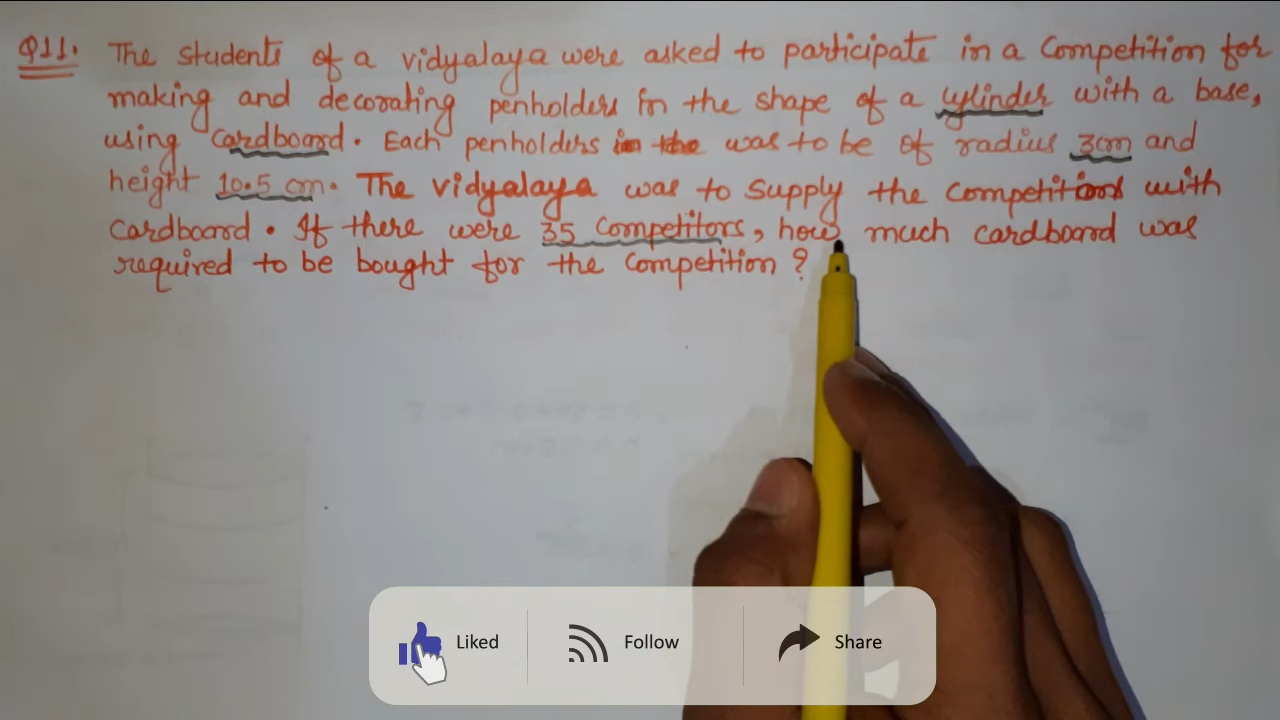 Q11. The students of a vidyalaya were asked to participate in a Competition for
making and decorating penholders in the shape of a cylinder with a base,
using cardboard. Each penholders in the was to be of radius 3cm and
height 10.5 cm. The vidyalaya was to supply the competitors with
cardboard. If there were 35 Competitors, how much cardboard was
required to be bought for the competition?
Liked Follow Share